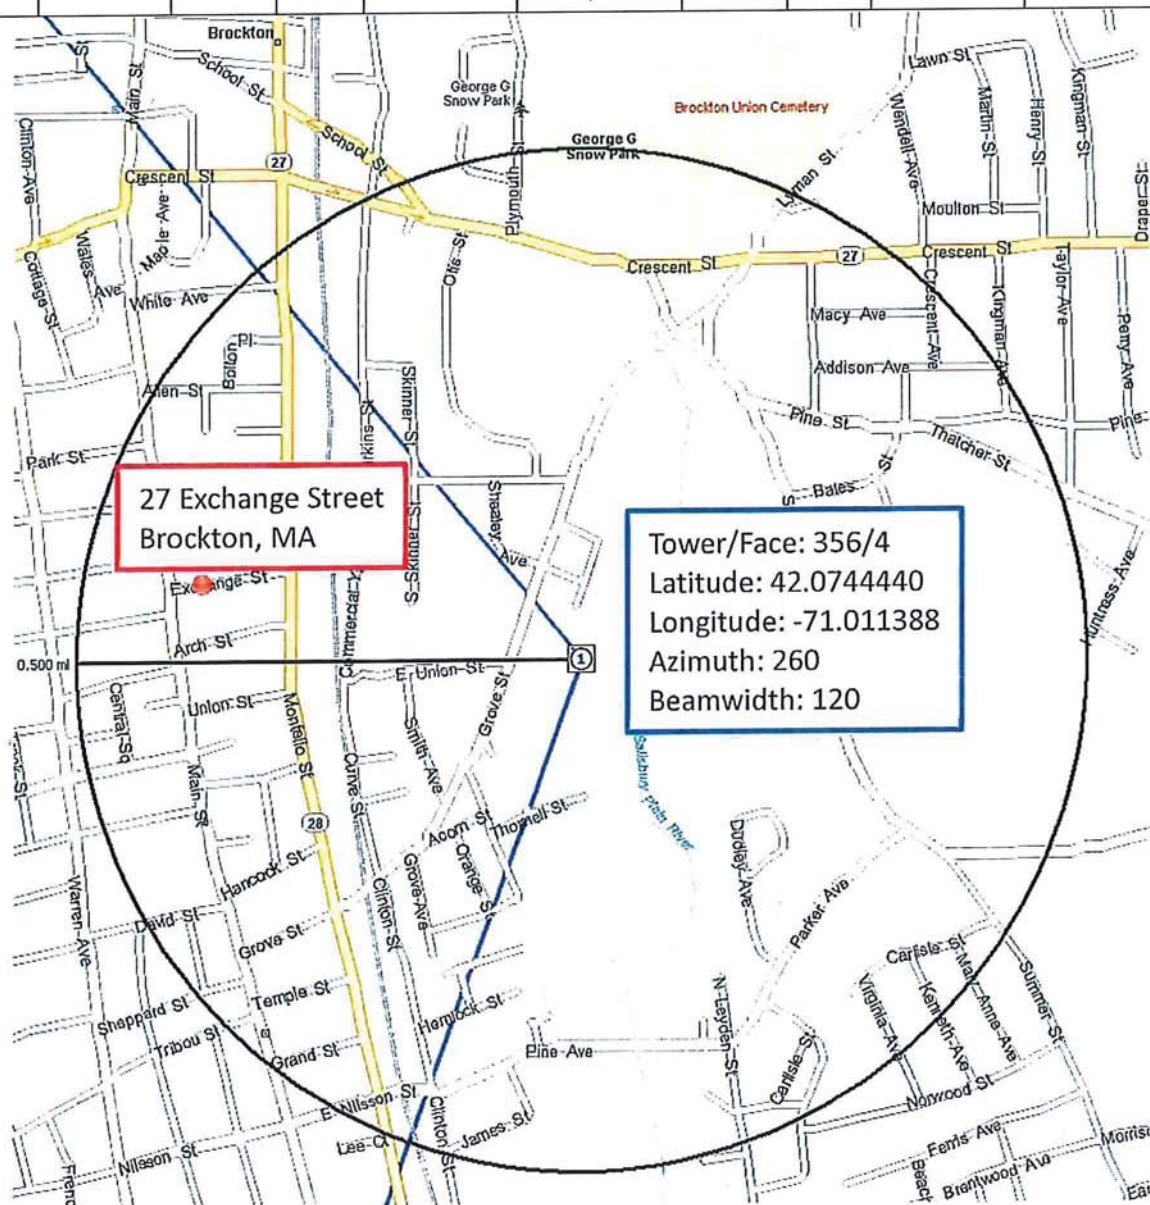 Brockton
School St
Main St
Clinton Ave
George G
Snow Park
Brockton Union Cemetery
Lawn St
Kingman St
Martin St
Henry St
Wendell Ave
George G
Snow Park
School St
27
Crescent St
Plymouth St
Lyman St
Moulton St
Draper St
Maple Ave
Wales
Ave
Cottage St
White Ave
Otis St
Crescent St
27
Crescent St
Crescent Ave
Kingman Ave
Taylor Ave
Perry Ave
Macy Ave
Addison Ave
Bolton
Pl
Allen St
Skinner St
Pine St
Thatcher St
Pine
Park St
27 Exchange Street
Brockton, MA
Exchange St
Shealey
Ave
S
Bates
St
Tower/Face: 356/4
Latitude: 42.0744440
Longitude: -71.011388
Azimuth: 260
Beamwidth: 120
Huntress Ave
Arch St
0.500 mi
1
E Union St
Central Sq
Union St
Montello St
Main St
Smith Ave
Grove St
Curve St
28
Salisbury Plain River
Acorn St
Thornell St
Orange St
Grove Ave
Dudley Ave
Hancock St
Warren Ave
David St
Grove St
Clinton St
Parker Ave
Carlisle St
Mary Anne Ave
Kenneth Ave
Virginia Ave
Summer St
Sheppard St
Temple St
Hemlock St
N Leyden St
Tribou St
Grand St
Pine Ave
Carlisle St
E Nilsson St
Clinton St
Norwood St
Lee Ct
James St
Nilsson St
Ferris Ave
Brentwood Ave
Beach